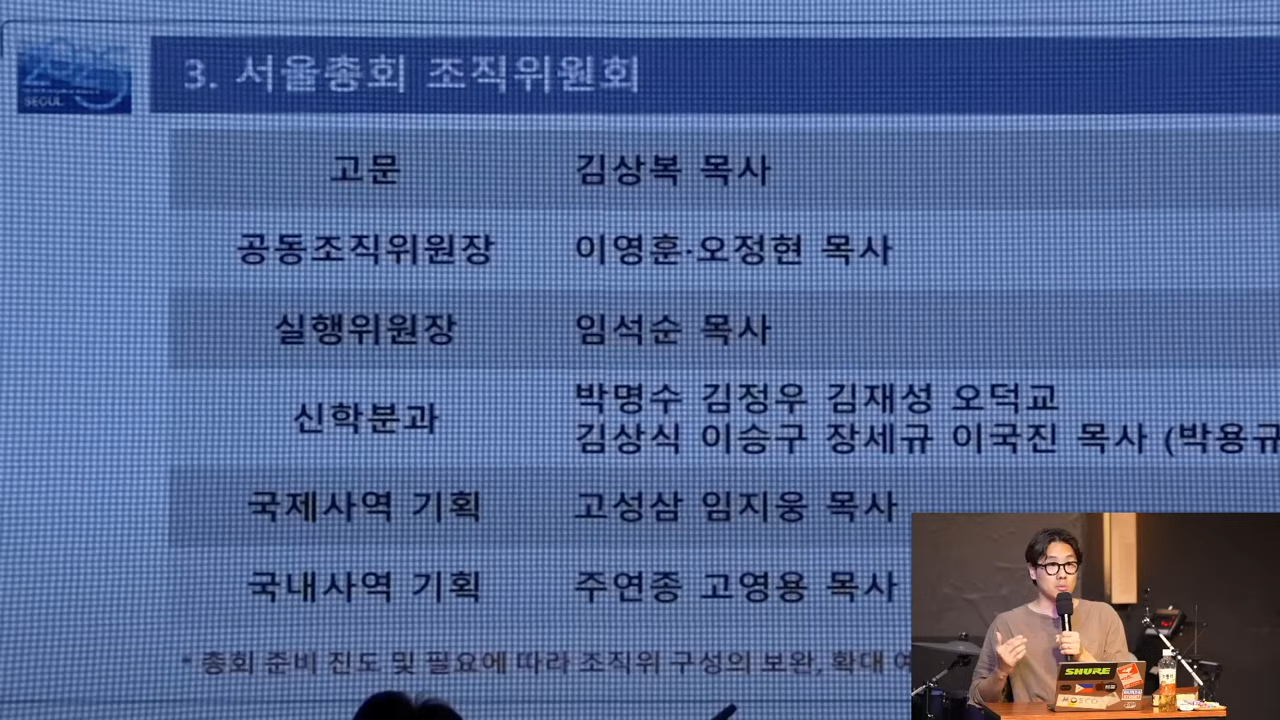 2025
SEOUL
3. 서울총회 조직위원회
고문 김상복 목사
공동조직위원장 이영훈·오정현 목사
실행위원장 임석순 목사
신학분과 박명수 김정우 김재성 오덕교
김상식 이승구 장세규 이국진 목사 (박용규
국제사역 기획 고성삼 임지웅 목사
국내사역 기획 주연종 고영용 목사
* 총회 준비 진도 및 필요에 따라 조직위 구성의 보완, 확대
SHURE
MOSCO